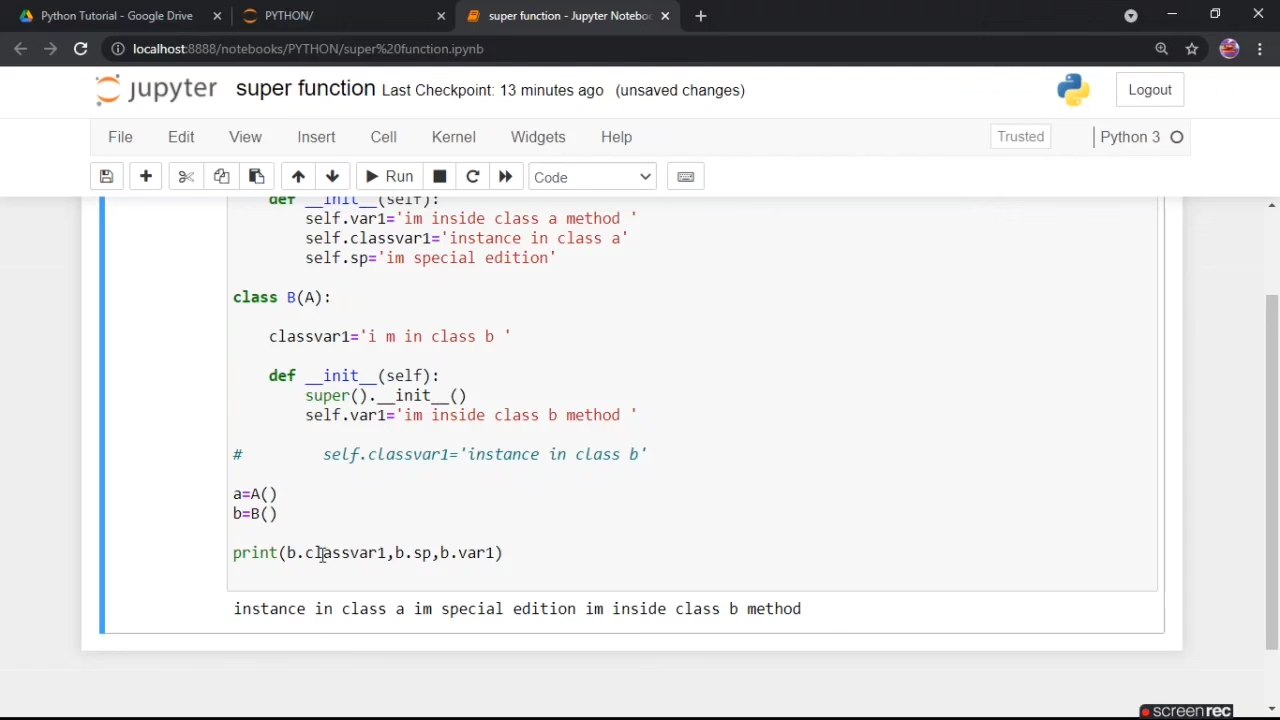 Python Tutorial - Google Drive
PYTHON/
super function - Jupyter Noteboo
localhost:8888/notebooks/PYTHON/super%20function.ipynb
jupyter super function Last Checkpoint: 13 minutes ago (unsaved changes)
Logout
File Edit View Insert Cell Kernel Widgets Help
Trusted
Python 3
Run
Code
def __init__(self):
self.var1='im inside class a method '
self.classvar1='instance in class a'
self.sp='im special edition'
class B(A):
classvar1='i m in class b '
def __init__(self):
super().__init__()
self.var1='im inside class b method '
# self.classvar1='instance in class b'
a=A()
b=B()
print(b.classvar1,b.sp,b.var1)
instance in class a im special edition im inside class b method
screenrec